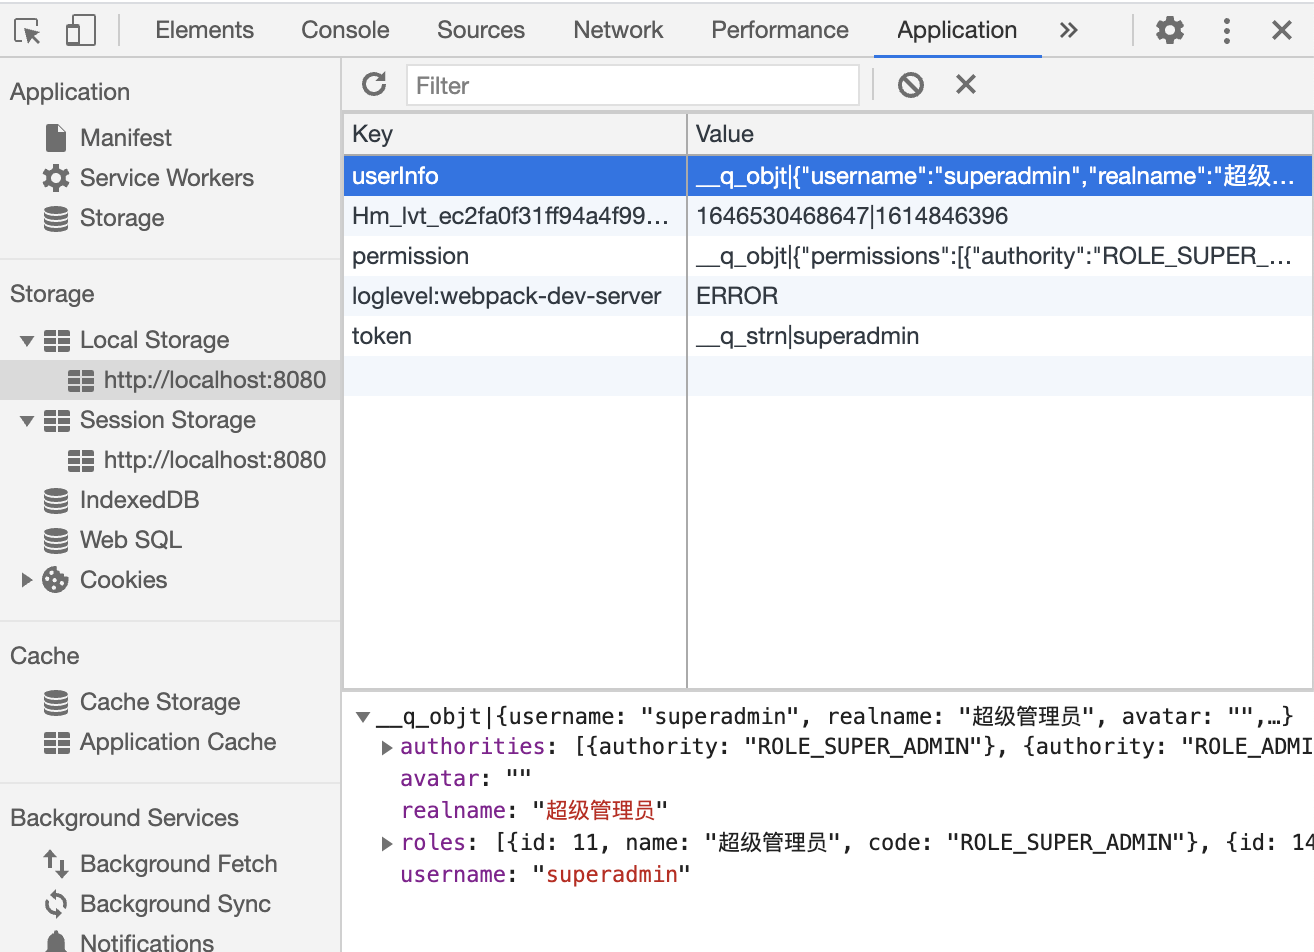 Elements Console Sources Network Performance Application
Application
Manifest
Service Workers
Storage
Storage
Local Storage
http://localhost:8080
Session Storage
http://localhost:8080
IndexedDB
Web SQL
Cookies
Cache
Cache Storage
Application Cache
Background Services
Background Fetch
Background Sync
Notifications
Filter
Key Value
userInfo __q_objt|{"username":"superadmin","realname":"超级…
Hm_lvt_ec2fa0f31ff94a4f99… 1646530468647|1614846396
permission __q_objt|{"permissions":[{"authority":"ROLE_SUPER_…
loglevel:webpack-dev-server ERROR
token __q_strn|superadmin
__q_objt|{username: "superadmin", realname: "超级管理员", avatar: "",…}
authorities: [{authority: "ROLE_SUPER_ADMIN"}, {authority: "ROLE_ADMI
avatar: ""
realname: "超级管理员"
roles: [{id: 11, name: "超级管理员", code: "ROLE_SUPER_ADMIN"}, {id: 14
username: "superadmin"